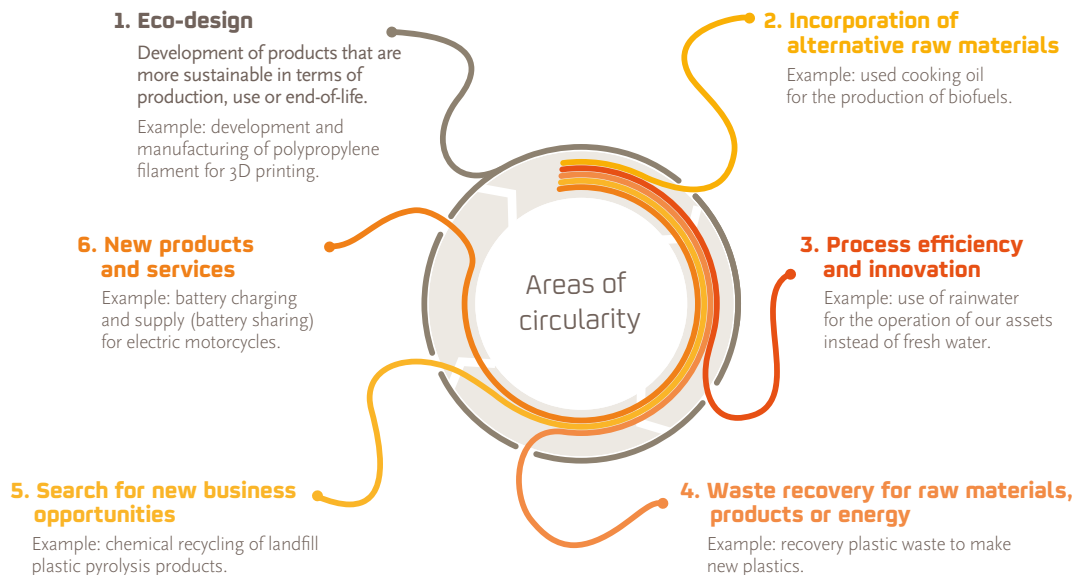 1. Eco-design
Development of products that are
more sustainable in terms of
production, use or end-of-life.
Example: development and
manufacturing of polypropylene
filament for 3D printing.
2. Incorporation of
alternative raw materials
Example: used cooking oil
for the production of biofuels.
3. Process efficiency
and innovation
Example: use of rainwater
for the operation of our assets
instead of fresh water.
4. Waste recovery for raw materials,
products or energy
Example: recovery plastic waste to make
new plastics.
5. Search for new business
opportunities
Example: chemical recycling of landfill
plastic pyrolysis products.
6. New products
and services
Example: battery charging
and supply (battery sharing)
for electric motorcycles.
Areas of
circularity